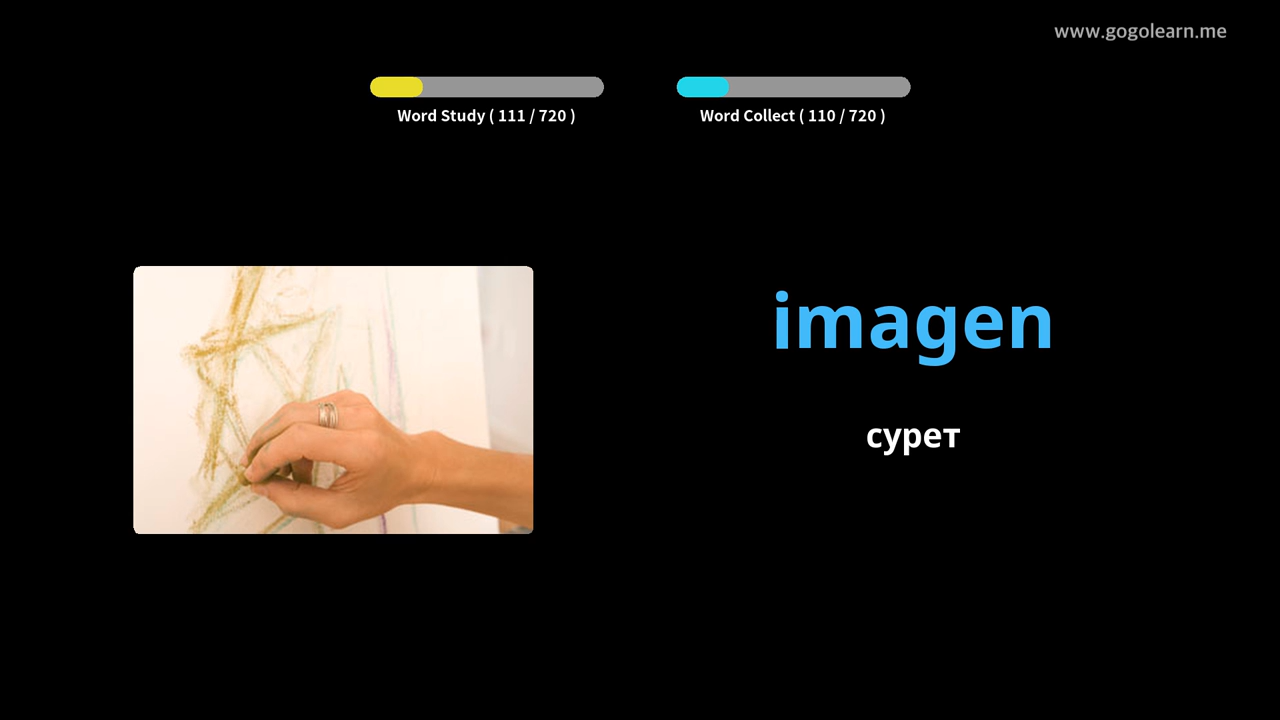 www.gogolearn.me
Word Study ( 111 / 720 )
Word Collect ( 110 / 720 )
imagen
сурет